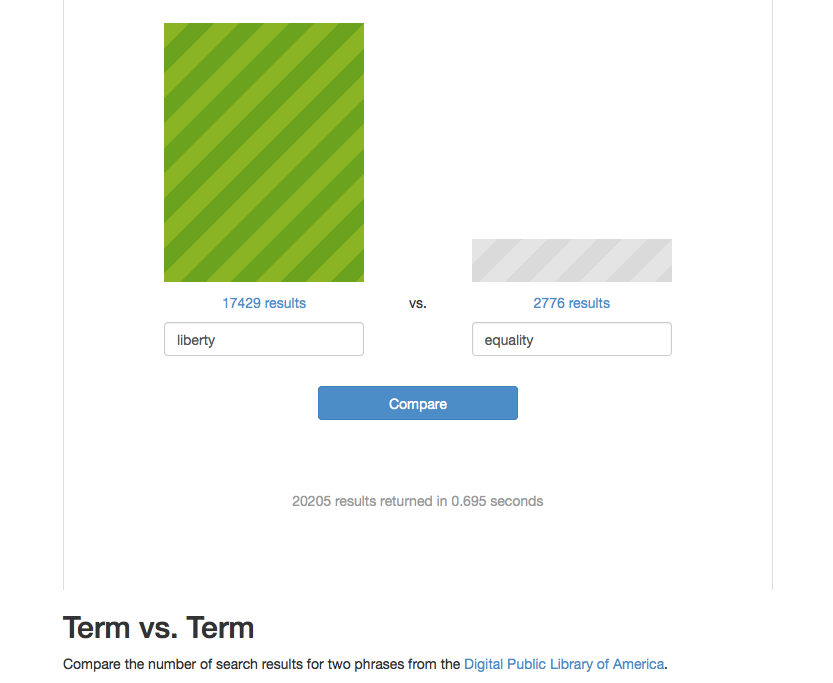 17429 results vs. 2776 results
liberty equality
Compare
20205 results returned in 0.695 seconds
Term vs. Term
Compare the number of search results for two phrases from the Digital Public Library of America.